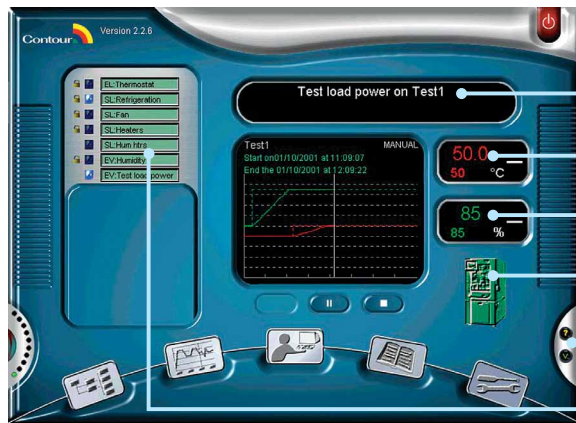 Contour
Version 2.2.6
EL:Thermostat
SL:Refrigeration
SL:Fan
SL:Heaters
SL:Hum htrs
EV:Humidity
EV:Test load power
Test load power on Test1
Test1 MANUAL
Start on01/10/2001 at 11:09:07
End the 01/10/2001 at 12:09:22
50.0
50 °C
85
85 %
?